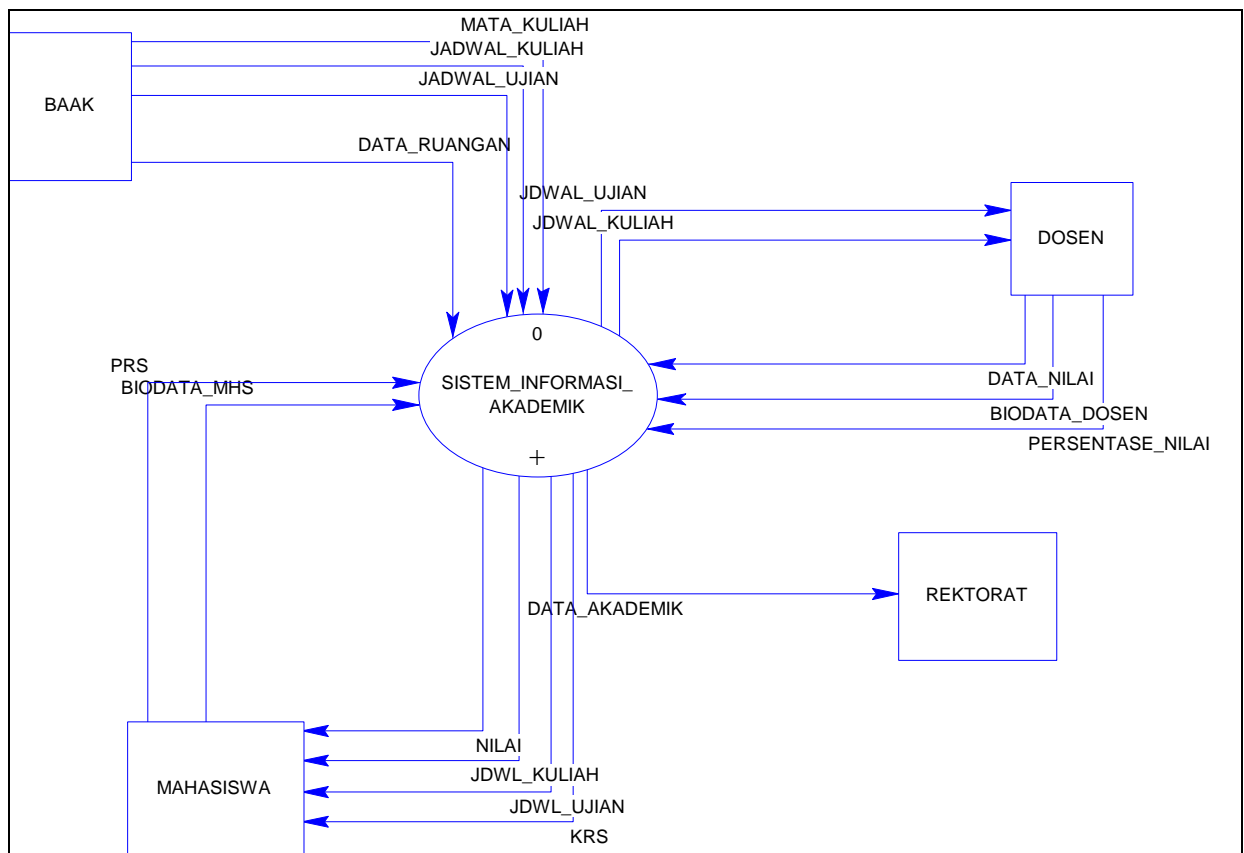 MATA_KULIAH
JADWAL_KULIAH
JADWAL_UJIAN
BAAK
DATA_RUANGAN
JDWAL_UJIAN
JDWAL_KULIAH
DOSEN
0
PRS
BIODATA_MHS
SISTEM_INFORMASI_
AKADEMIK
DATA_NILAI
BIODATA_DOSEN
PERSENTASE_NILAI
+
DATA_AKADEMIK
REKTORAT
NILAI
JDWL_KULIAH
MAHASISWA
JDWL_UJIAN
KRS